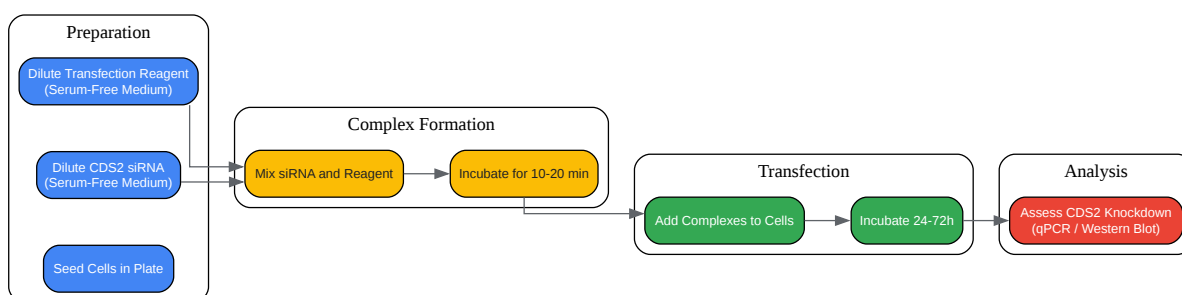 Preparation
Dilute Transfection Reagent
(Serum-Free Medium)
Dilute CDS2 siRNA
(Serum-Free Medium)
Seed Cells in Plate
Complex Formation
Mix siRNA and Reagent
Incubate for 10-20 min
Transfection
Add Complexes to Cells
Incubate 24-72h
Analysis
Assess CDS2 Knockdown
(qPCR / Western Blot)